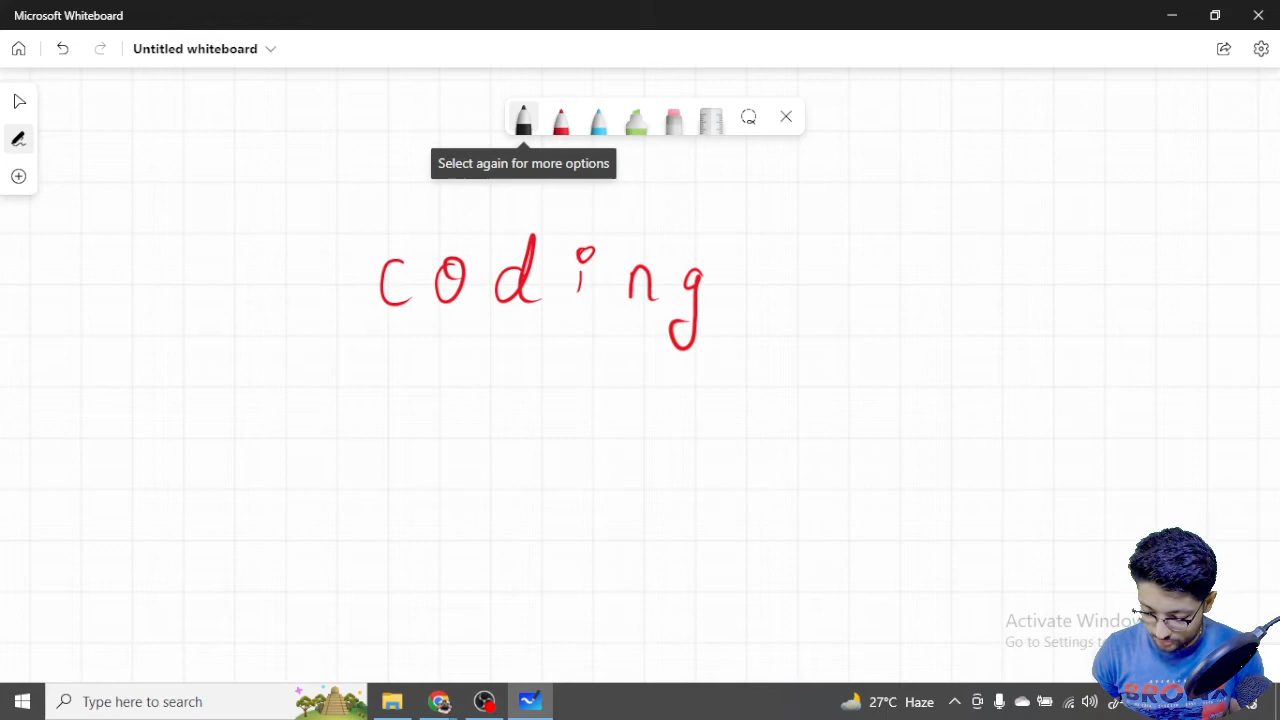 Microsoft Whiteboard
Untitled whiteboard
Select again for more options
coding
Activate Windo
Go to Settings t
Type here to search
27°C Haze